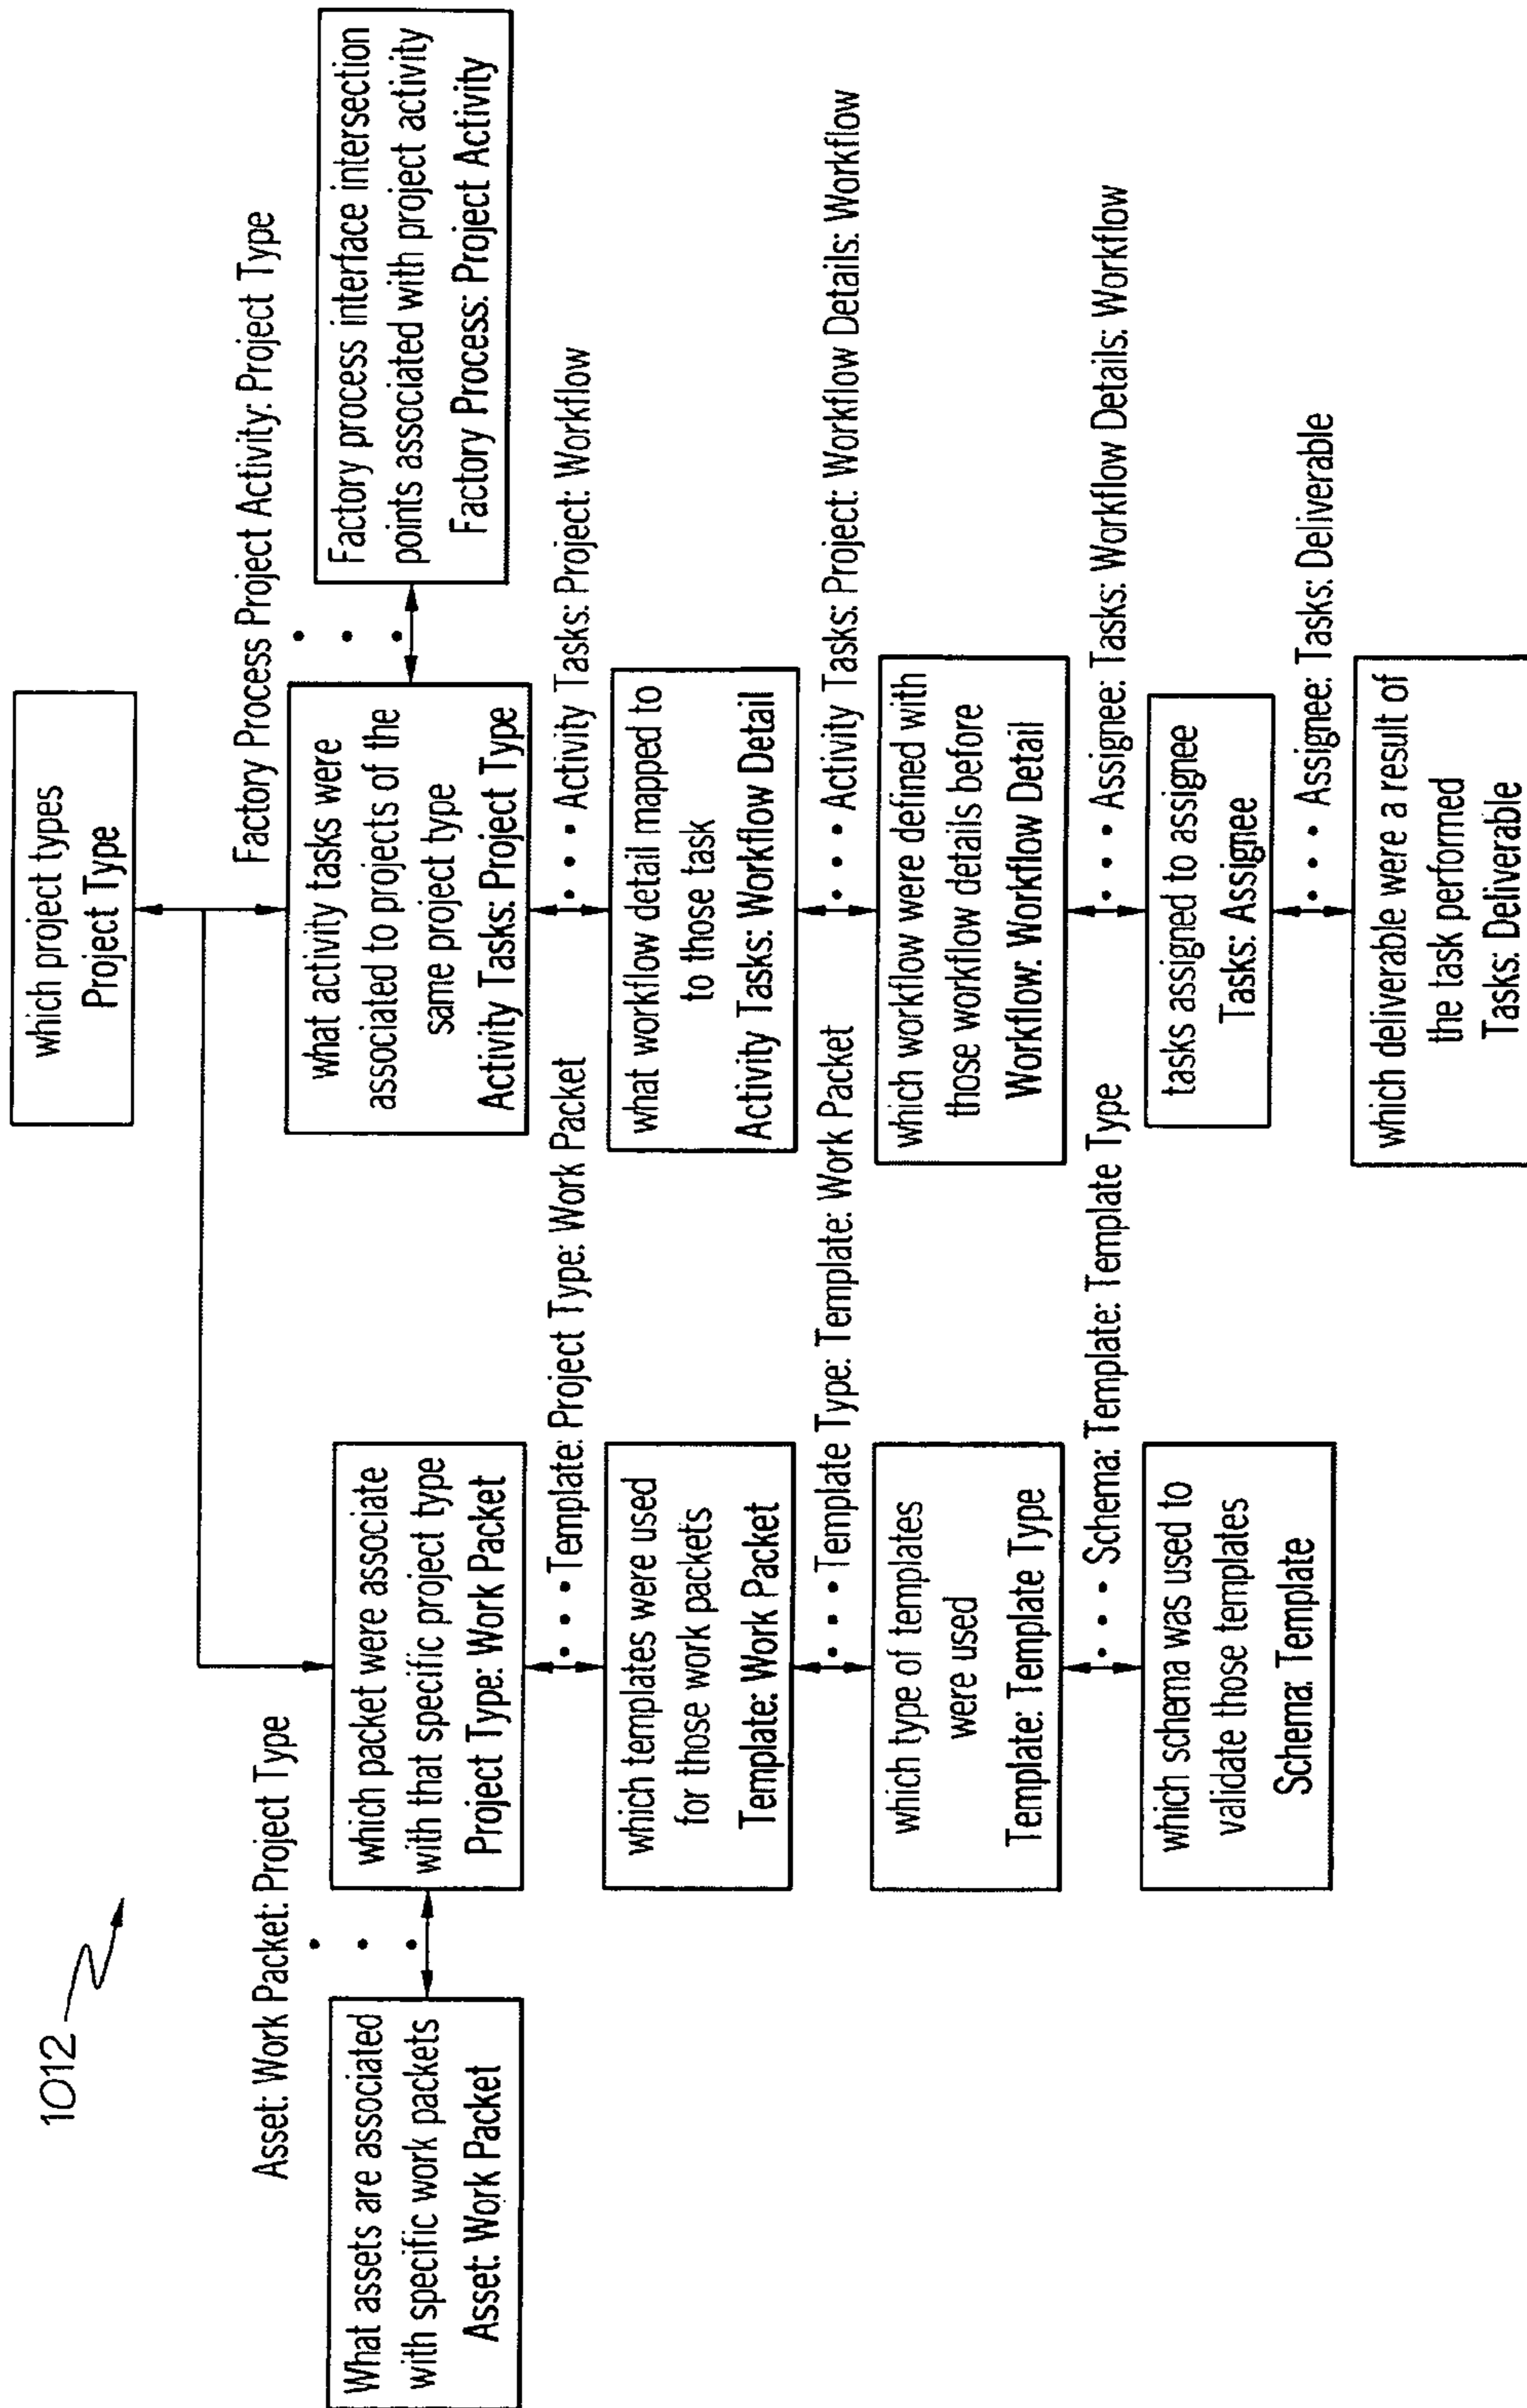 1012
which project types
Project Type
Factory Process Project Activity: Project Type
Asset: Work Packet: Project Type
What assets are associated
with specific work packets
Asset: Work Packet
which packet were associate
with that specific project type
Project Type: Work Packet
what activity tasks were
associated to projects of the
same project type
Activity Tasks: Project Type
Factory process interface intersection
points associated with project activity
Factory Process: Project Activity
Template: Project Type: Work Packet
Activity Tasks: Project: Workflow
which templates were used
for those work packets
Template: Work Packet
what workflow detail mapped to
to those task
Activity Tasks: Workflow Detail
Template Type: Template: Work Packet
Activity Tasks: Project: Workflow Details: Workflow
which type of templates
were used
Template: Template Type
which workflow were defined with
those workflow details before
Workflow: Workflow Detail
Schema: Template: Template Type
Assignee: Tasks: Workflow Details: Workflow
which schema was used to
validate those templates
Schema: Template
tasks assigned to assignee
Tasks: Assignee
Assignee: Tasks: Deliverable
which deliverable were a result of
the task performed
Tasks: Deliverable